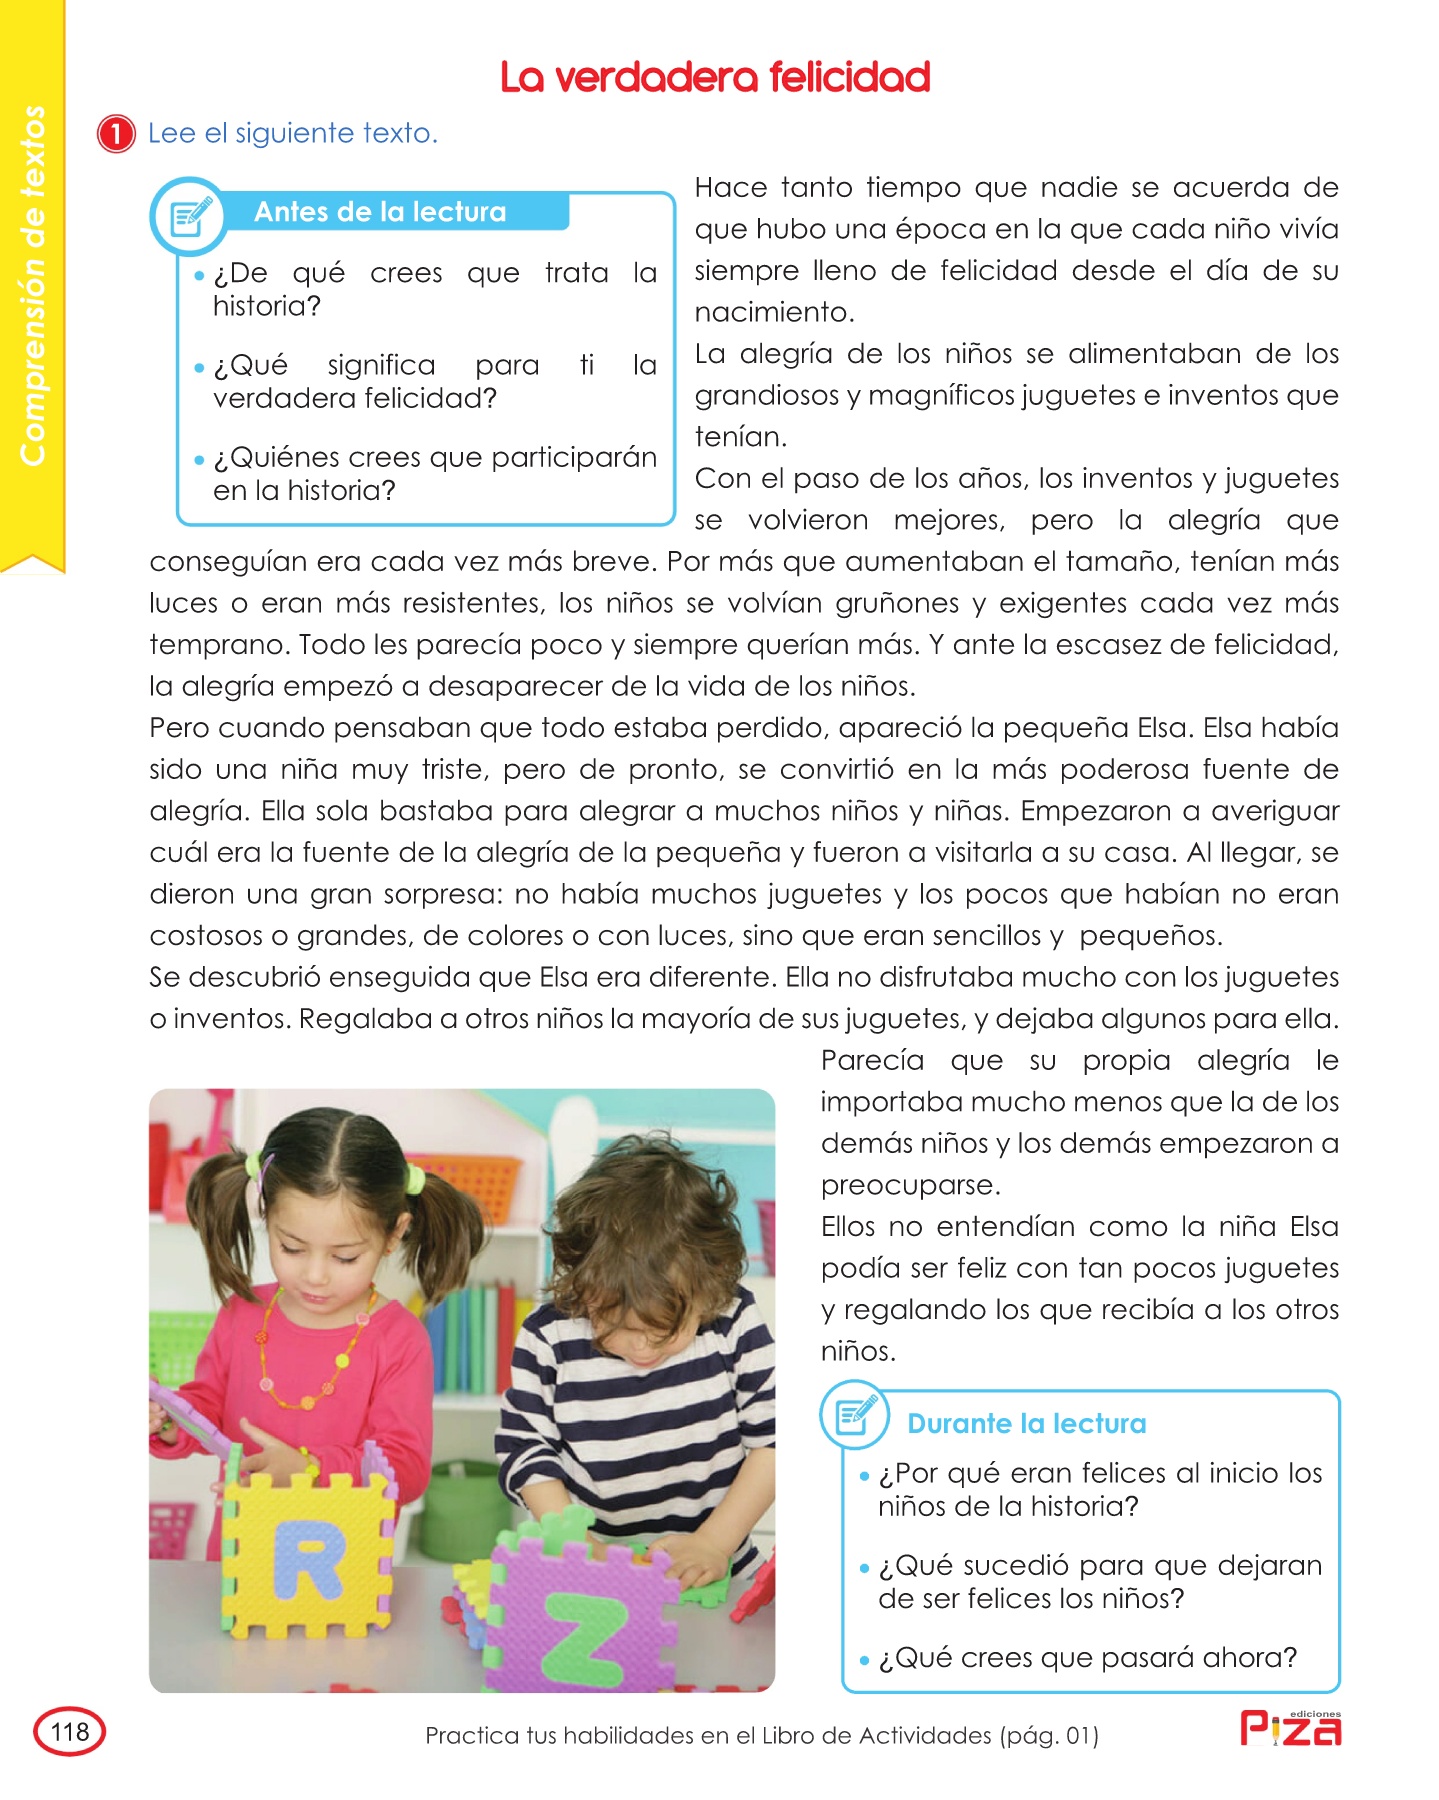 Comprensión de textos
La verdadera felicidad
1 Lee el siguiente texto.
Antes de la lectura
• ¿De qué crees que trata la
historia?
• ¿Qué significa para ti la
verdadera felicidad?
• ¿Quiénes crees que participarán
en la historia?
Hace tanto tiempo que nadie se acuerda de
que hubo una época en la que cada niño vivía
siempre lleno de felicidad desde el día de su
nacimiento.
La alegría de los niños se alimentaban de los
grandiosos y magníficos juguetes e inventos que
tenían.
Con el paso de los años, los inventos y juguetes
se volvieron mejores, pero la alegría que
conseguían era cada vez más breve. Por más que aumentaban el tamaño, tenían más
luces o eran más resistentes, los niños se volvían gruñones y exigentes cada vez más
temprano. Todo les parecía poco y siempre querían más. Y ante la escasez de felicidad,
la alegría empezó a desaparecer de la vida de los niños.
Pero cuando pensaban que todo estaba perdido, apareció la pequeña Elsa. Elsa había
sido una niña muy triste, pero de pronto, se convirtió en la más poderosa fuente de
alegría. Ella sola bastaba para alegrar a muchos niños y niñas. Empezaron a averiguar
cuál era la fuente de la alegría de la pequeña y fueron a visitarla a su casa. Al llegar, se
dieron una gran sorpresa: no había muchos juguetes y los pocos que habían no eran
costosos o grandes, de colores o con luces, sino que eran sencillos y pequeños.
Se descubrió enseguida que Elsa era diferente. Ella no disfrutaba mucho con los juguetes
o inventos. Regalaba a otros niños la mayoría de sus juguetes, y dejaba algunos para ella.
Parecía que su propia alegría le
importaba mucho menos que la de los
demás niños y los demás empezaron a
preocuparse.
Ellos no entendían como la niña Elsa
podía ser feliz con tan pocos juguetes
y regalando los que recibía a los otros
niños.
R
Z
Durante la lectura
• ¿Por qué eran felices al inicio los
niños de la historia?
• ¿Qué sucedió para que dejaran
de ser felices los niños?
• ¿Qué crees que pasará ahora?
118
Practica tus habilidades en el Libro de Actividades (pág. 01)
ediciones
Piza